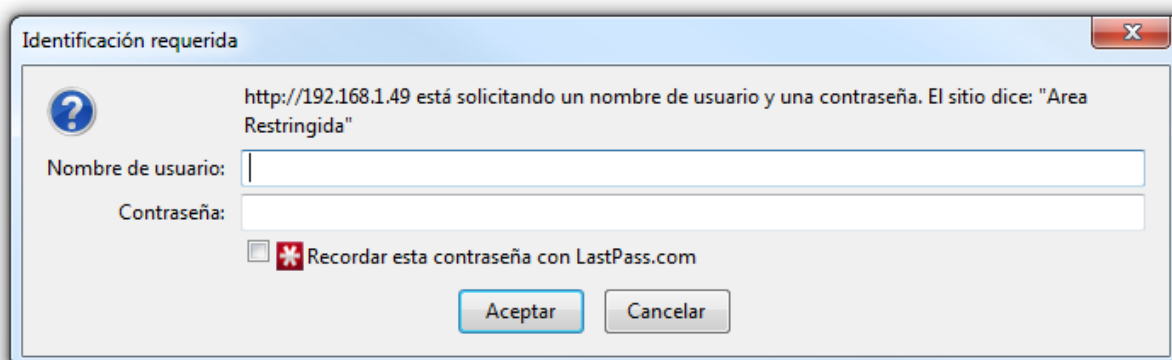 Identificación requerida
http://192.168.1.49 está solicitando un nombre de usuario y una contraseña. El sitio dice: "Area
Restringida"
Nombre de usuario:
Contraseña:
Recordar esta contraseña con LastPass.com
Aceptar
Cancelar